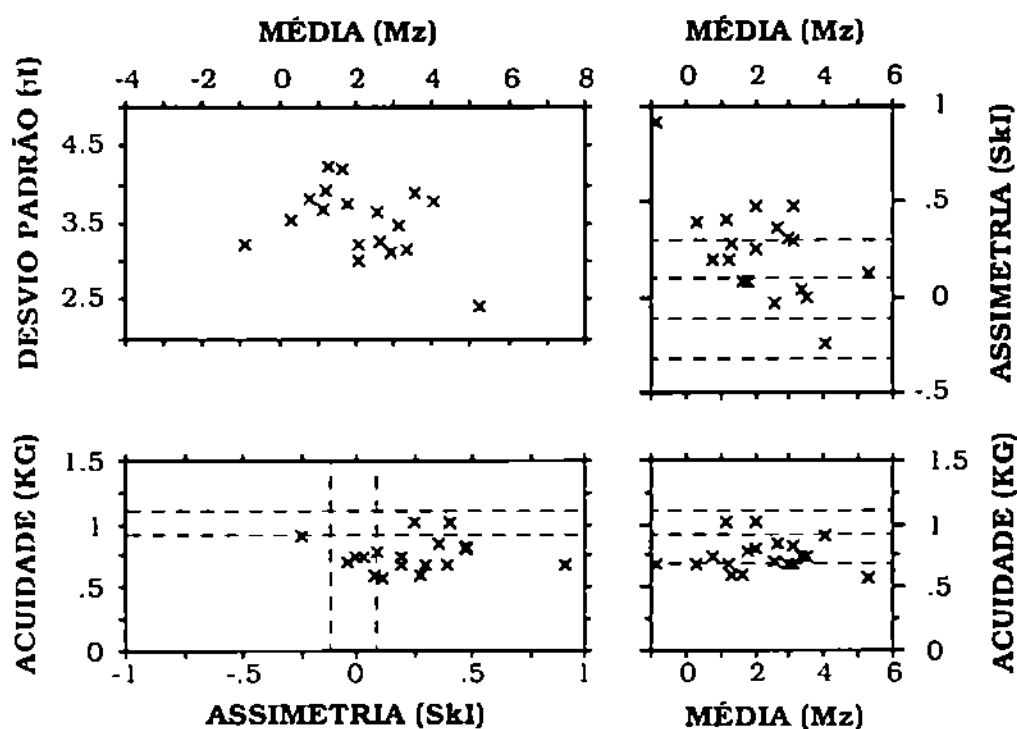 MÉDIA (Mz)
-4 -2 0 2 4 6 8
DESVIO PADRÃO (σI)
4.5
3.5
2.5
MÉDIA (Mz)
0 2 4 6
1
.5
0
-.5
ASSIMETRIA (SkI)
ACUIDADE (KG)
1.5
1
.5
0
-1 -.5 0 .5 1
ASSIMETRIA (SkI)
1.5
1
.5
0
ACUIDADE (KG)
0 2 4 6
MÉDIA (Mz)